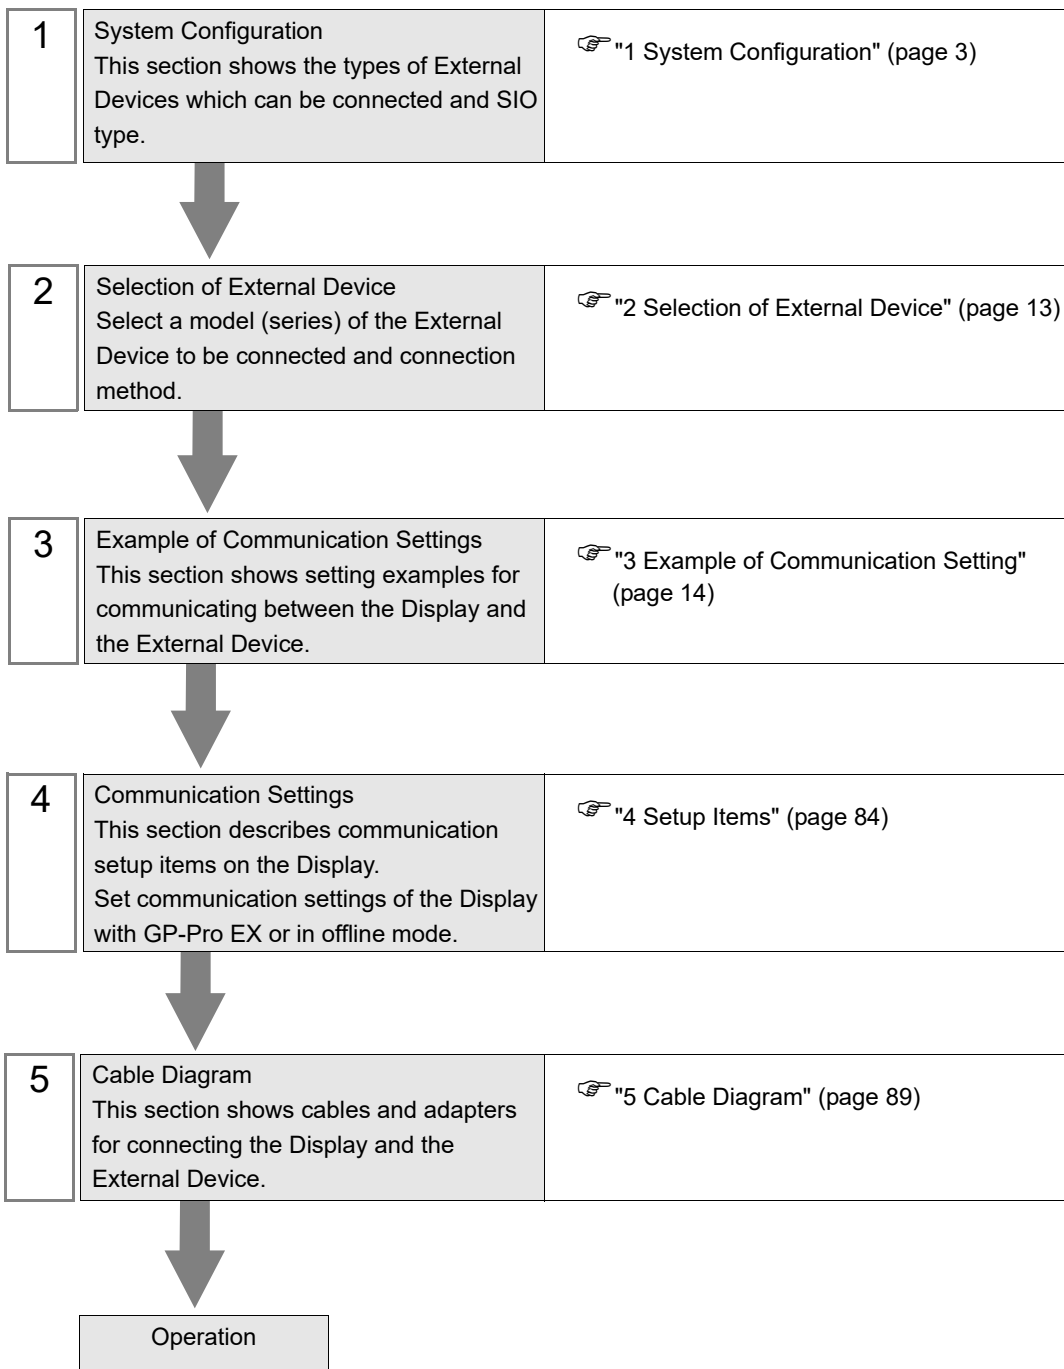 1
System Configuration
This section shows the types of External
Devices which can be connected and SIO
type.
"1 System Configuration" (page 3)
2
Selection of External Device
Select a model (series) of the External
Device to be connected and connection
method.
"2 Selection of External Device" (page 13)
3
Example of Communication Settings
This section shows setting examples for
communicating between the Display and
the External Device.
"3 Example of Communication Setting"
(page 14)
4
Communication Settings
This section describes communication
setup items on the Display.
Set communication settings of the Display
with GP-Pro EX or in offline mode.
"4 Setup Items" (page 84)
5
Cable Diagram
This section shows cables and adapters
for connecting the Display and the
External Device.
"5 Cable Diagram" (page 89)
Operation